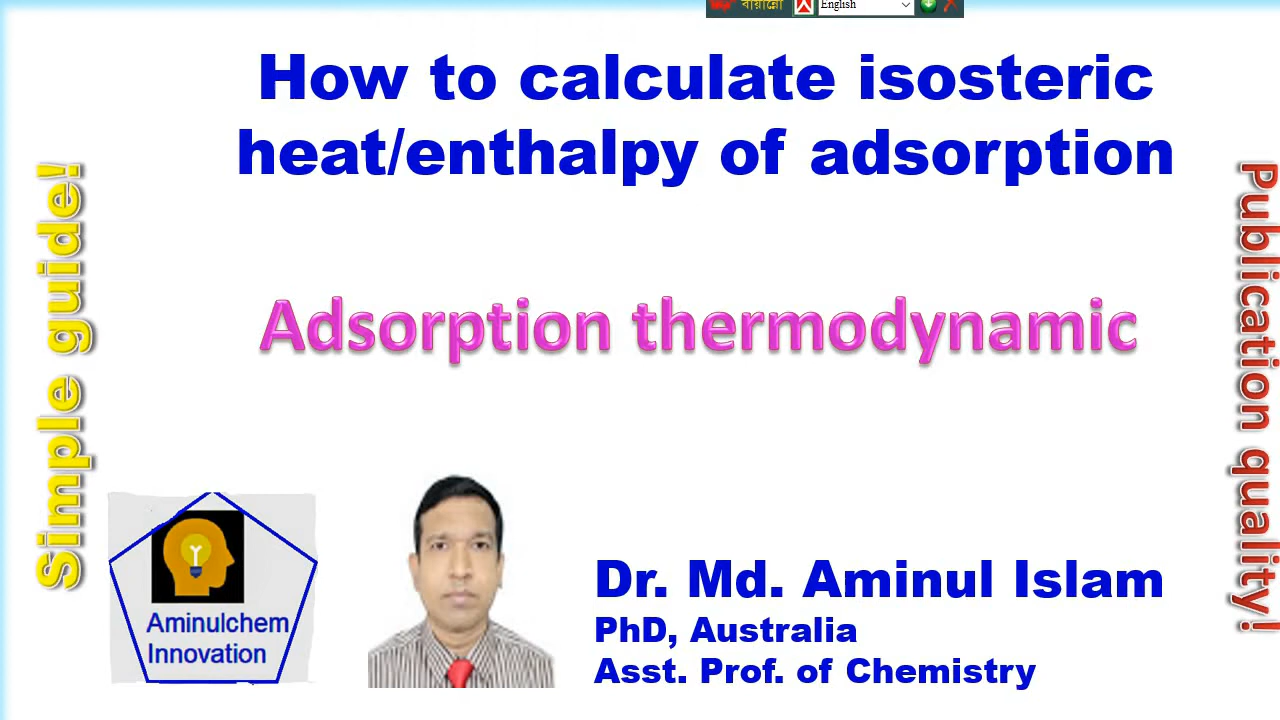 বায়ান্নো English
How to calculate isosteric
heat/enthalpy of adsorption
Simple guide!
Adsorption thermodynamic
Publication quality!
Aminulchem
Innovation
Dr. Md. Aminul Islam
PhD, Australia
Asst. Prof. of Chemistry